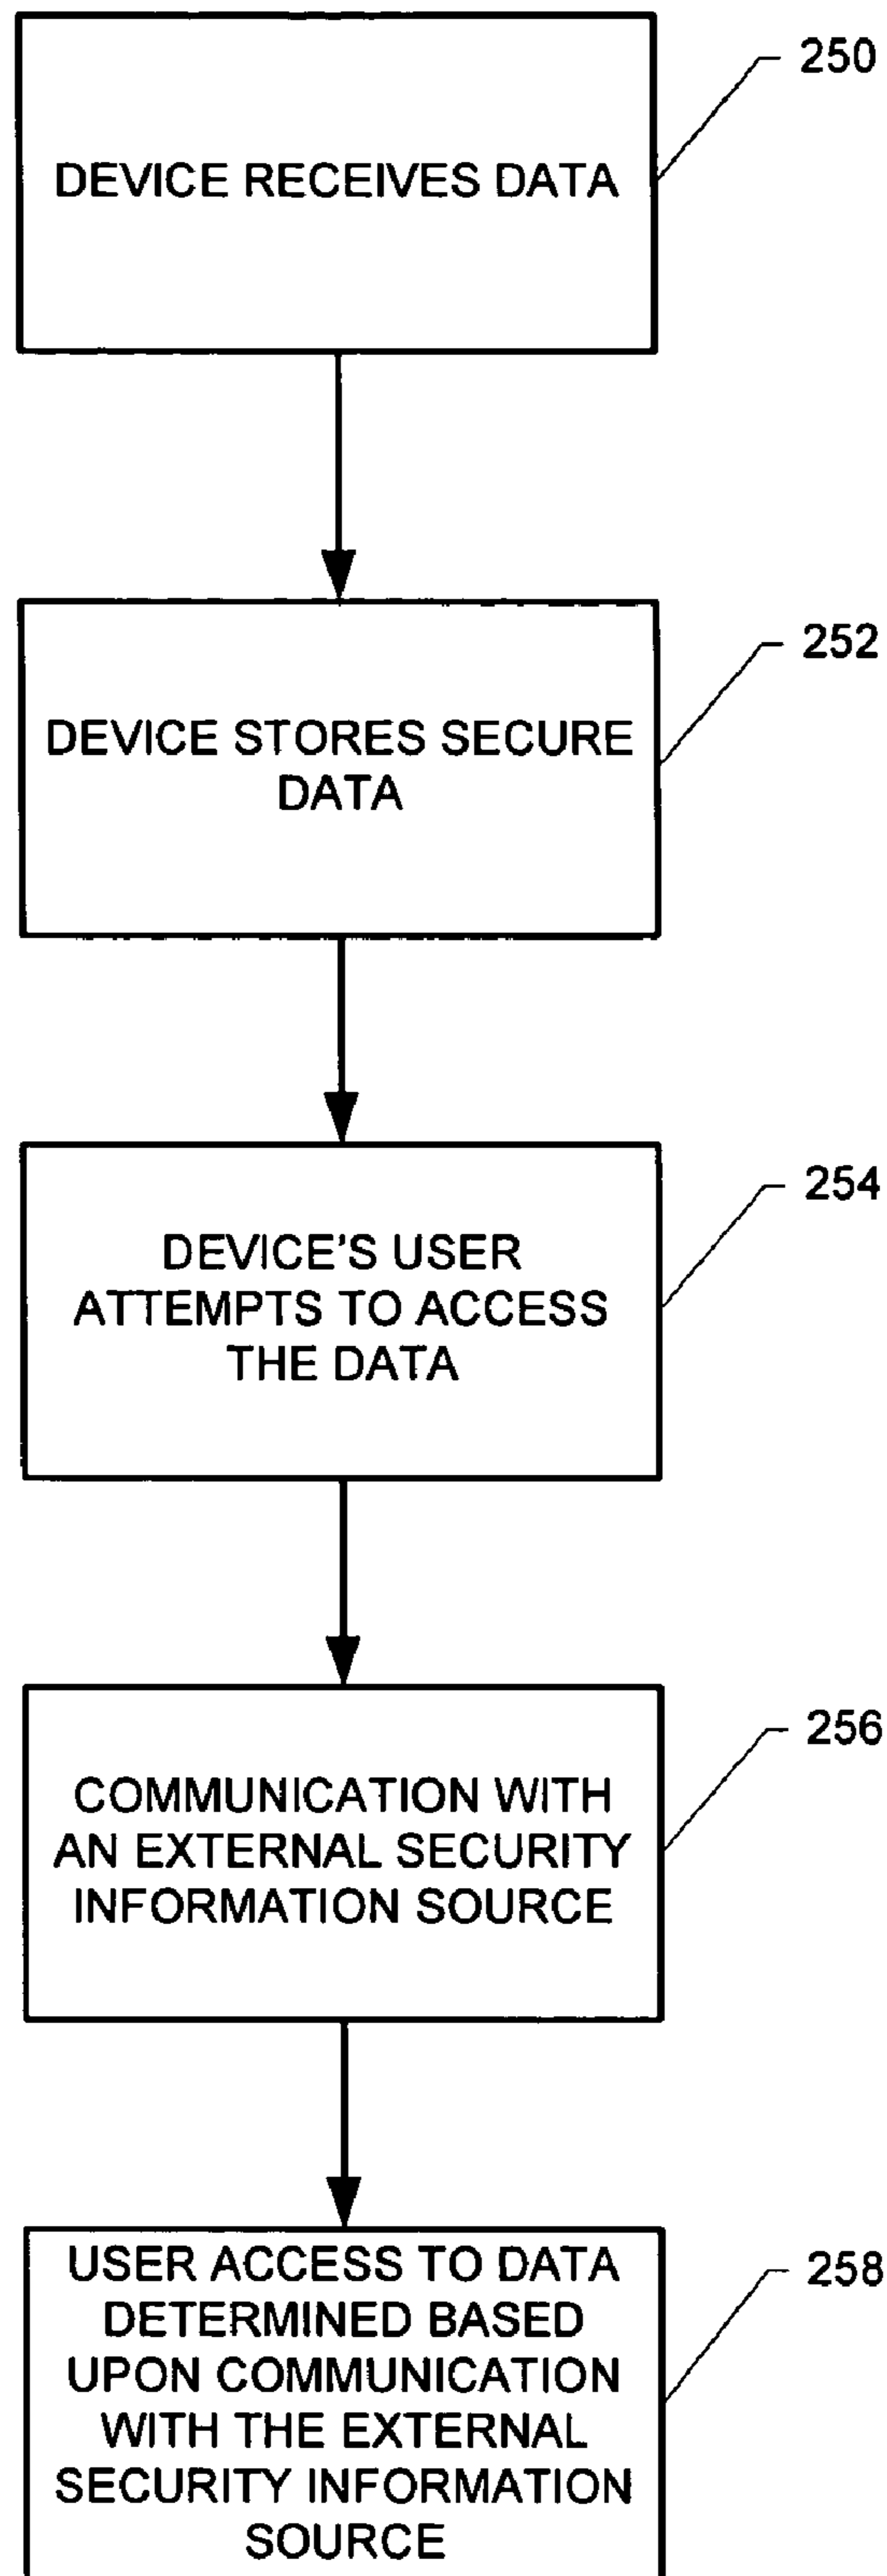 250
DEVICE RECEIVES DATA
252
DEVICE STORES SECURE
DATA
254
DEVICE'S USER
ATTEMPTS TO ACCESS
THE DATA
256
COMMUNICATION WITH
AN EXTERNAL SECURITY
INFORMATION SOURCE
258
USER ACCESS TO DATA
DETERMINED BASED
UPON COMMUNICATION
WITH THE EXTERNAL
SECURITY INFORMATION
SOURCE